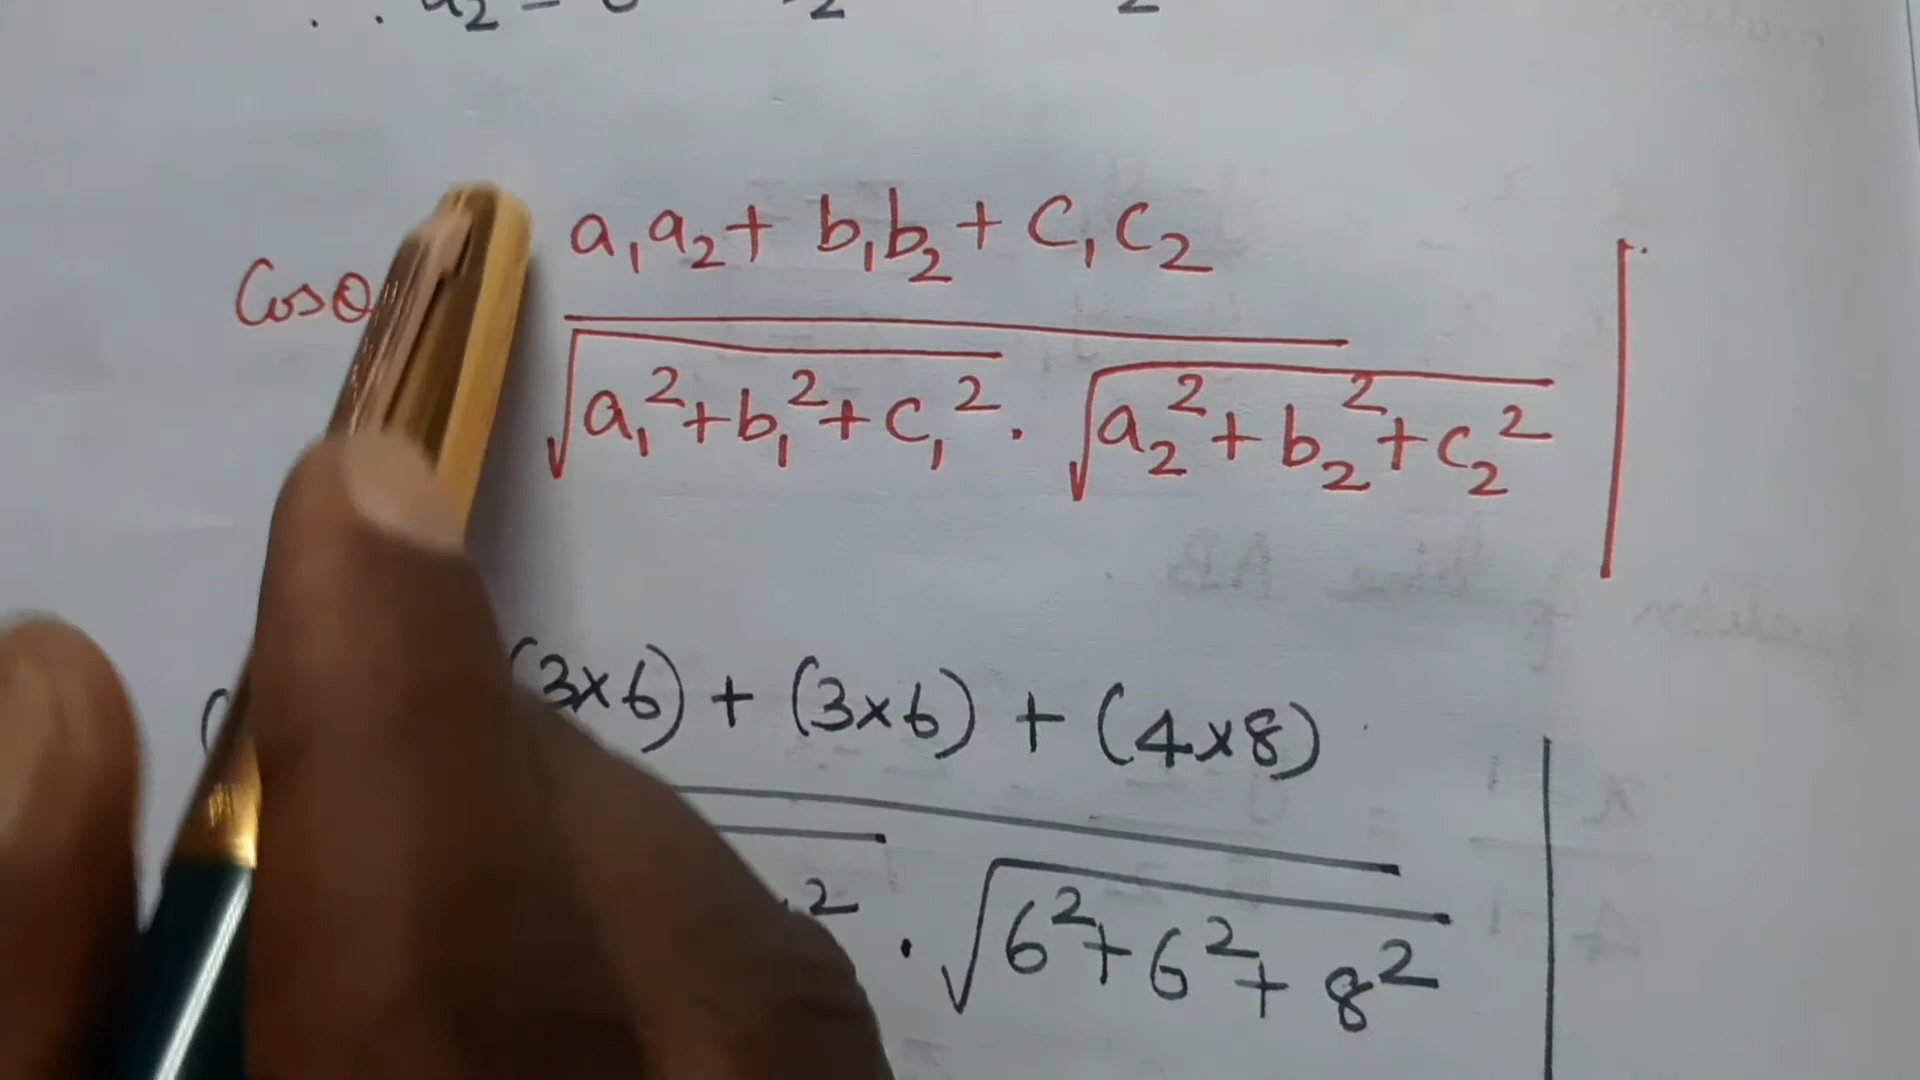 Cosθ
a₁a₂ + b₁b₂ + c₁c₂
√a₁² + b₁² + c₁² · √a₂² + b₂² + c₂²
(3×6) + (3×6) + (4×8)
² · √6² + 6² + 8²